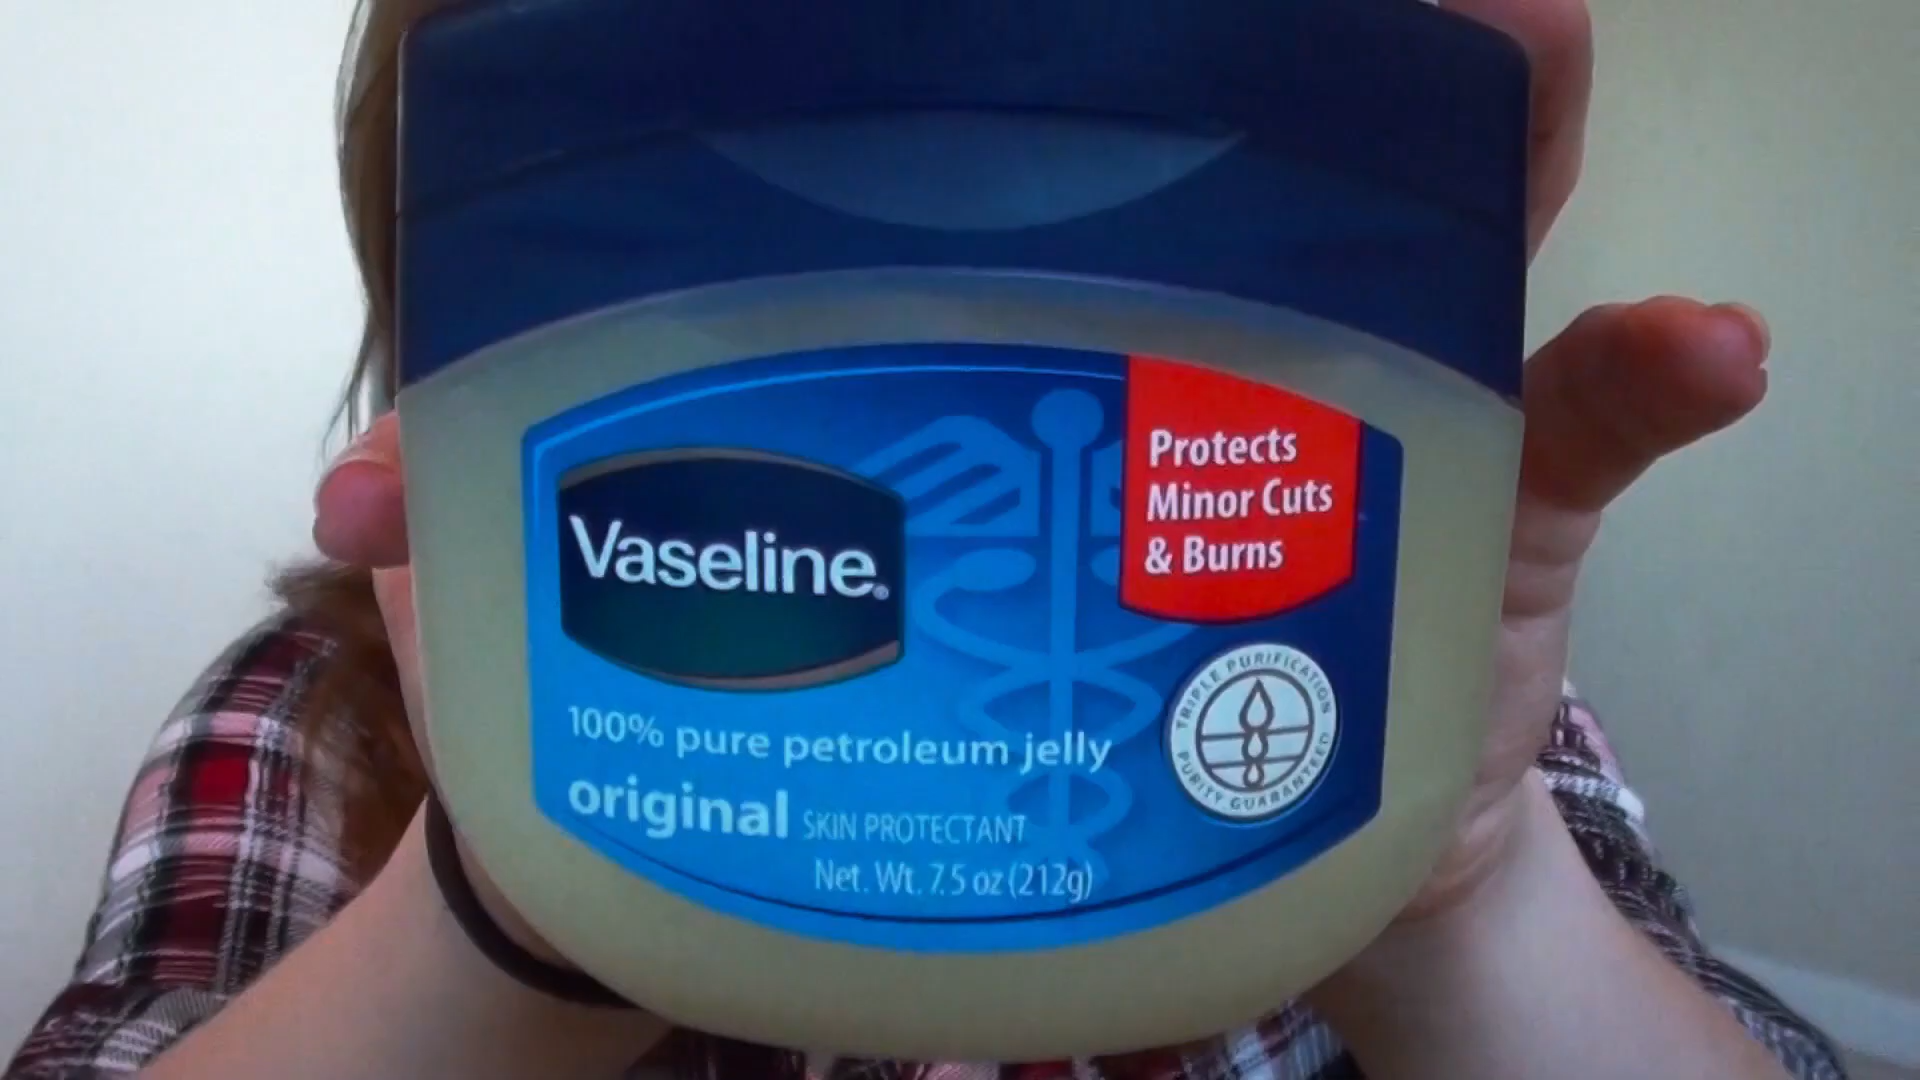 Vaseline®
100% pure petroleum jelly
original SKIN PROTECTANT
Net. Wt. 7.5 oz (212g)
Protects
Minor Cuts
& Burns
TRIPLE PURIFICATION
PURITY GUARANTEED